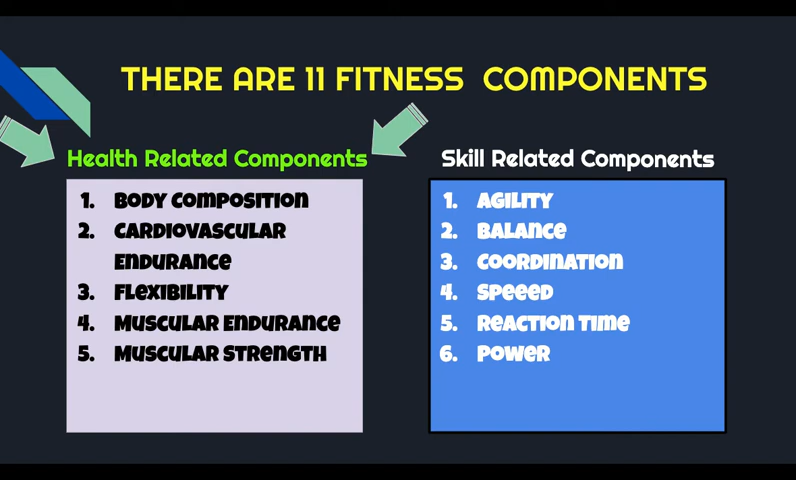 THERE ARE 11 FITNESS COMPONENTS
Health Related Components
1. BODY COMPOSITION
2. CARDIOVASCULAR
ENDURANCE
3. FLEXIBILITY
4. MUSCULAR ENDURANCE
5. MUSCULAR STRENGTH
Skill Related Components
1. AGILITY
2. BALANCE
3. COORDINATION
4. SPEEED
5. REACTION TIME
6. POWER